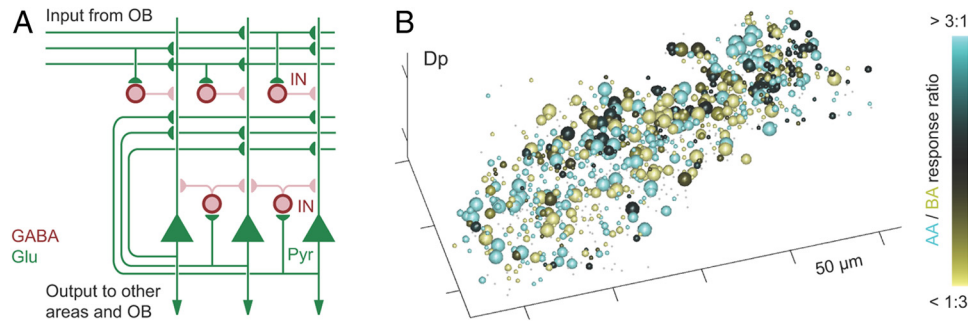 A
Input from OB
IN
IN
GABA
Glu
Pyr
Output to other
areas and OB
B
Dp
50 µm
> 3:1
AA / BA response ratio
< 1:3